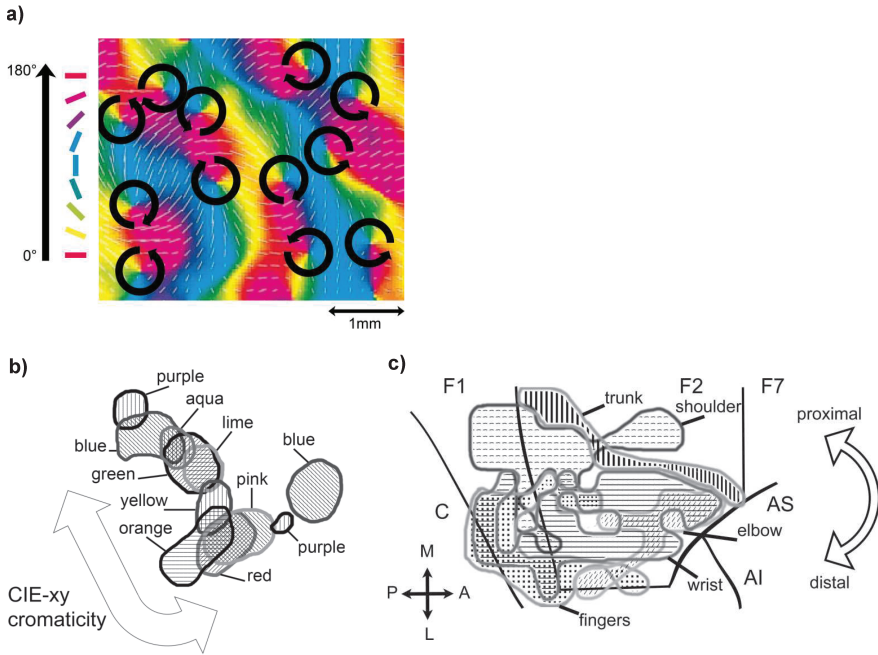 a)
180°
0°
1mm
b)
purple
aqua
lime
blue
blue
green
yellow
pink
orange
purple
red
CIE-xy
cromaticity
c)
F1
F2
F7
trunk
shoulder
proximal
C
AS
elbow
M
P
A
L
wrist
AI
distal
fingers